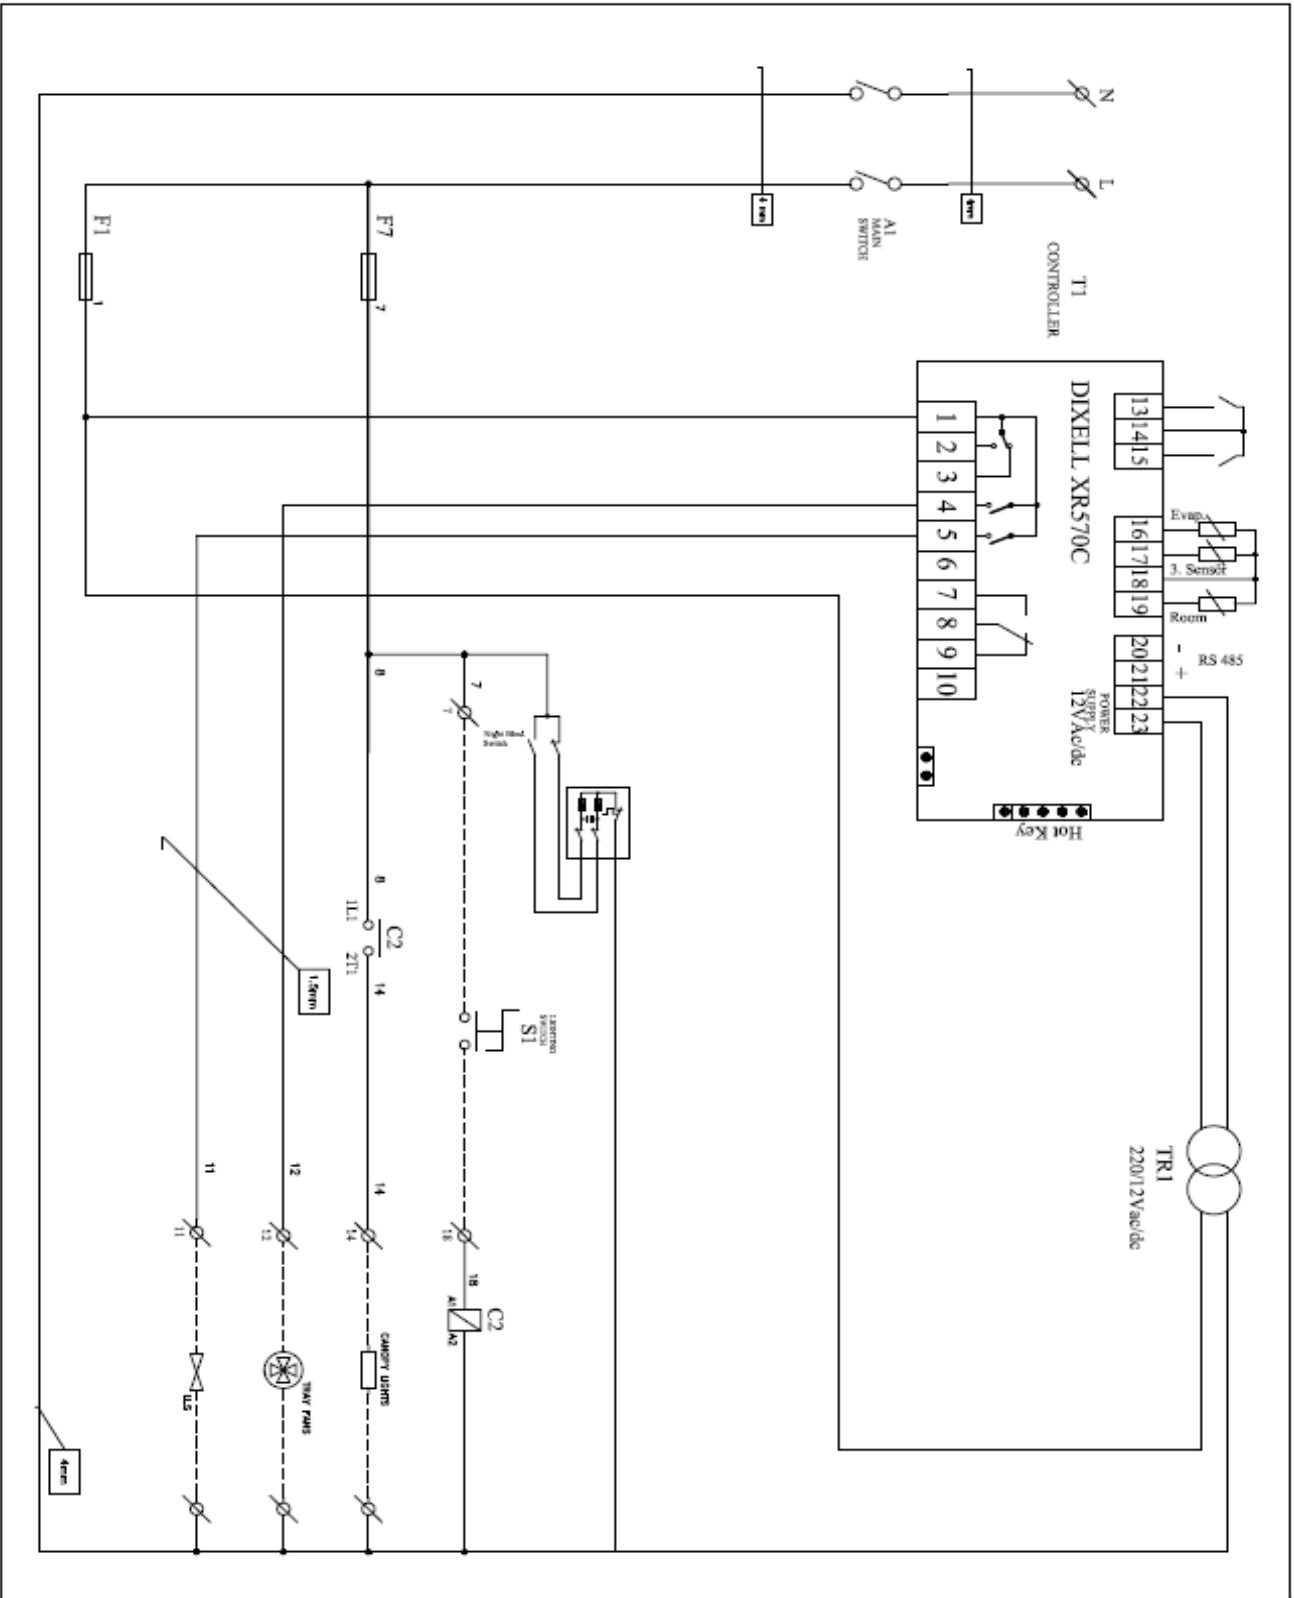 N
L
4mm
4 mm
A1
MAIN
SWITCH
T1
CONTROLLER
F1
1
F7
7
DIXELL XR570C
13
14
15
16
17
18
19
20
21
22
23
Evap.
3. Sensor
Room
-
+
RS 485
POWER
SUPPLY
12VAc/dc
1
2
3
4
5
6
7
8
9
10
Hot Key
8
7
7
Night Blind
Switch
8
1L1
C2
2T1
14
1.5mm
LIGHTING
SWITCH
S1
TR1
220/12Vac/dc
11
12
14
11
12
14
18
18
C2
A1
A2
CANOPY LIGHTS
TRAY FANS
LLS
4mm